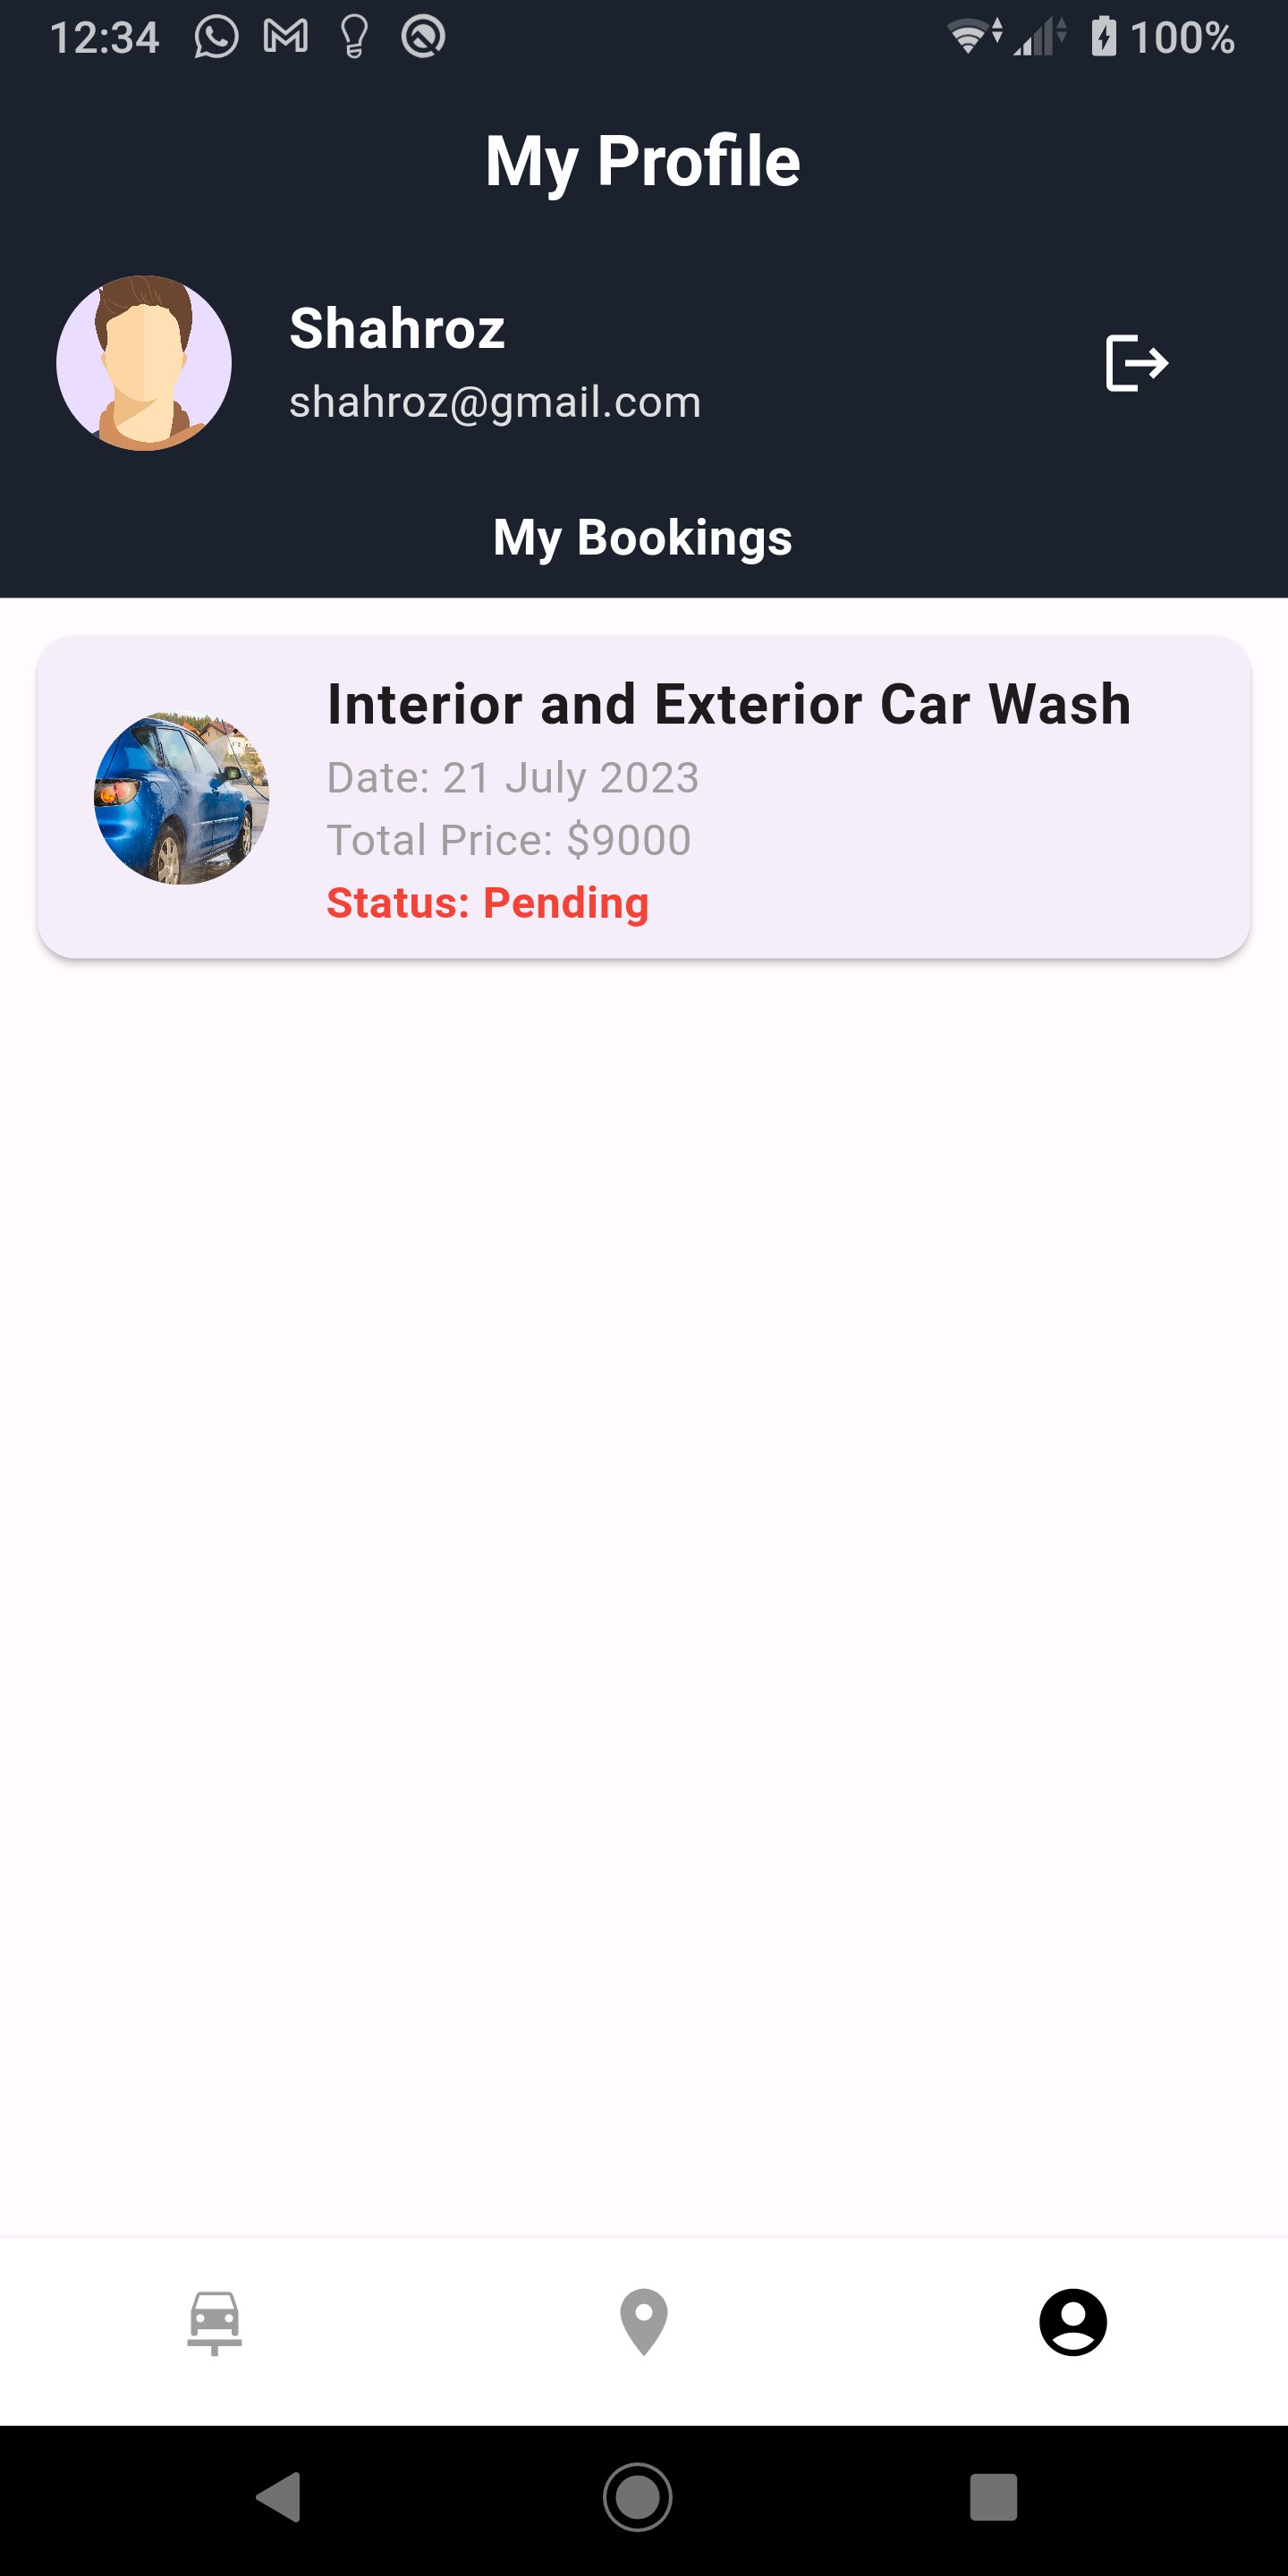 12:34 100%
My Profile
Shahroz
shahroz@gmail.com
My Bookings
Interior and Exterior Car Wash
Date: 21 July 2023
Total Price: $9000
Status: Pending